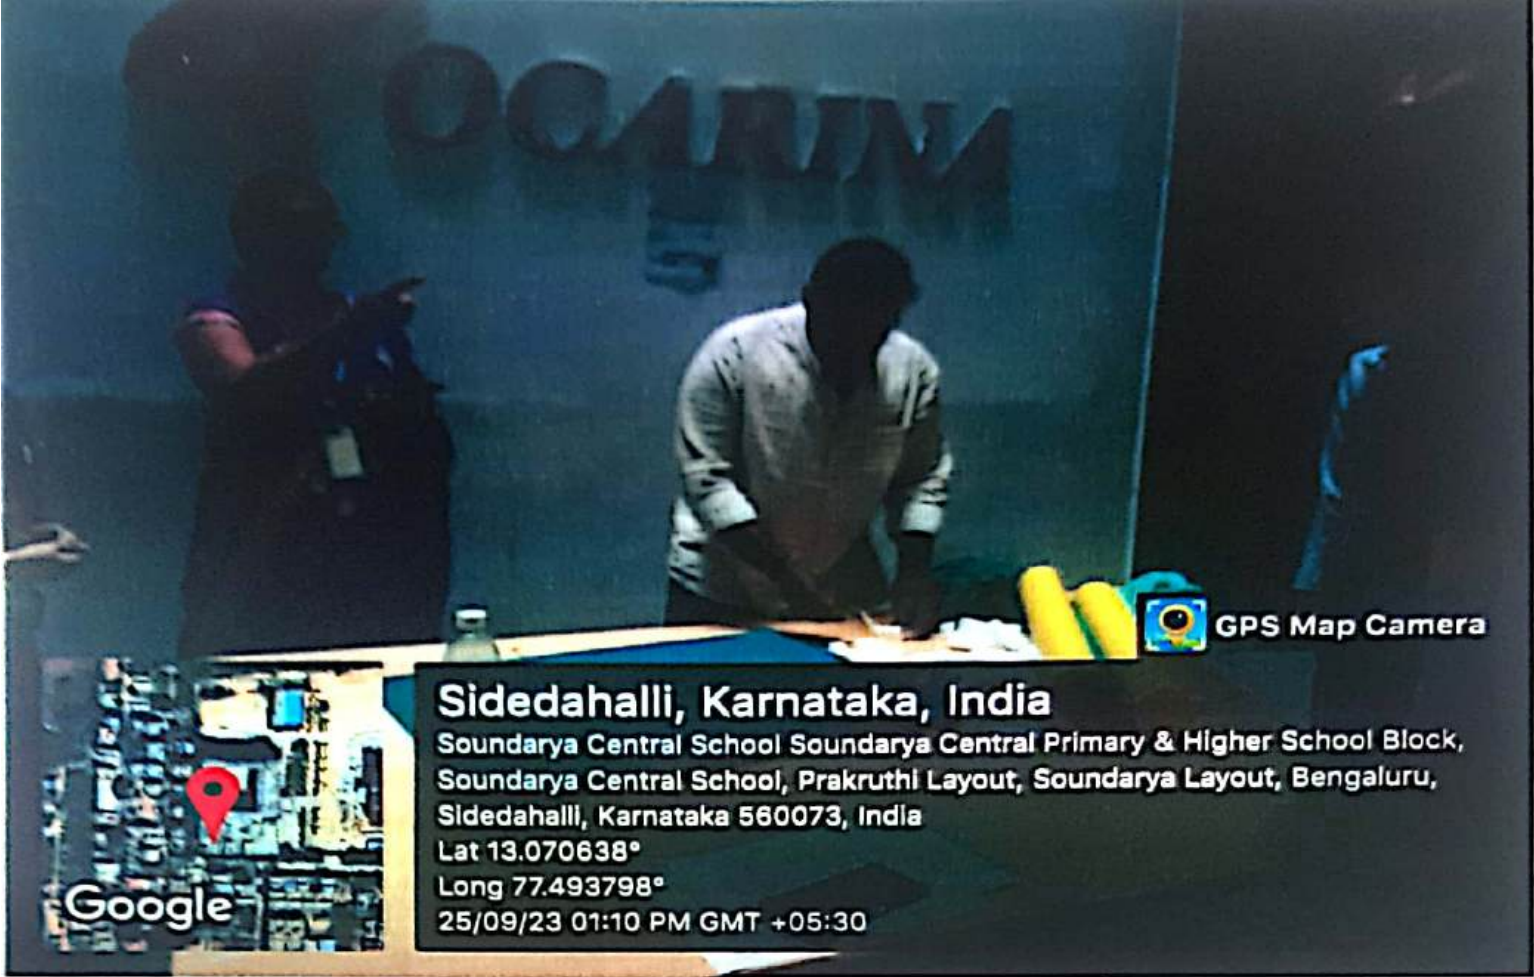 OCARINA
5
GPS Map Camera
Sidedahalli, Karnataka, India
Soundarya Central School Soundarya Central Primary & Higher School Block,
Soundarya Central School, Prakruthi Layout, Soundarya Layout, Bengaluru,
Sidedahalli, Karnataka 560073, India
Lat 13.070638°
Long 77.493798°
25/09/23 01:10 PM GMT +05:30
Google